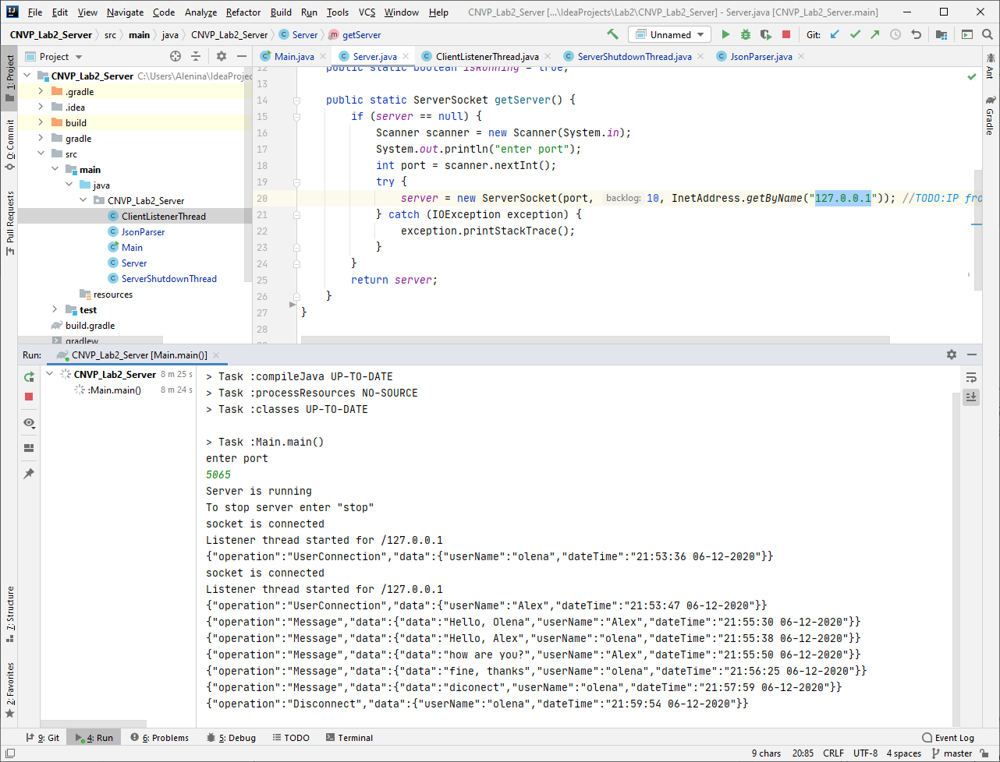 File Edit View Navigate Code Analyze Refactor Build Run Tools VCS Window Help CNVP_Lab2_Server [...\IdeaProjects\Lab2\CNVP_Lab2_Server] - Server.java [CNVP_Lab2_Server.main]
CNVP_Lab2_Server src main java CNVP_Lab2_Server Server getServer Unnamed Git:
Project
Main.java Server.java ClientListenerThread.java ServerShutdownThread.java JsonParser.java
1: Project
0: Commit
Pull Requests
7: Structure
2: Favorites
CNVP_Lab2_Server C:\Users\Alenina\IdeaProjec
.gradle
.idea
build
gradle
src
main
java
CNVP_Lab2_Server
ClientListenerThread
JsonParser
Main
Server
ServerShutdownThread
resources
test
build.gradle
gradlew
12 public static boolean isRunning = true;
13
14 public static ServerSocket getServer() {
15 if (server == null) {
16 Scanner scanner = new Scanner(System.in);
17 System.out.println("enter port");
18 int port = scanner.nextInt();
19 try {
20 server = new ServerSocket(port, backlog: 10, InetAddress.getByName("127.0.0.1")); //TODO:IP fro
21 } catch (IOException exception) {
22 exception.printStackTrace();
23 }
24 }
25 return server;
26 }
27 }
28
Ant
Gradle
Run: CNVP_Lab2_Server [Main.main()]
CNVP_Lab2_Server 8 m 25 s
:Main.main() 8 m 24 s
> Task :compileJava UP-TO-DATE
> Task :processResources NO-SOURCE
> Task :classes UP-TO-DATE
> Task :Main.main()
enter port
5065
Server is running
To stop server enter "stop"
socket is connected
Listener thread started for /127.0.0.1
{"operation":"UserConnection","data":{"userName":"olena","dateTime":"21:53:36 06-12-2020"}}
socket is connected
Listener thread started for /127.0.0.1
{"operation":"UserConnection","data":{"userName":"Alex","dateTime":"21:53:47 06-12-2020"}}
{"operation":"Message","data":{"data":"Hello, Olena","userName":"Alex","dateTime":"21:55:30 06-12-2020"}}
{"operation":"Message","data":{"data":"Hello, Alex","userName":"olena","dateTime":"21:55:38 06-12-2020"}}
{"operation":"Message","data":{"data":"how are you?","userName":"Alex","dateTime":"21:55:50 06-12-2020"}}
{"operation":"Message","data":{"data":"fine, thanks","userName":"olena","dateTime":"21:56:25 06-12-2020"}}
{"operation":"Message","data":{"data":"diconect","userName":"olena","dateTime":"21:57:59 06-12-2020"}}
{"operation":"Disconnect","data":{"userName":"olena","dateTime":"21:59:54 06-12-2020"}}
9: Git 4: Run 6: Problems 5: Debug TODO Terminal Event Log
9 chars 20:85 CRLF UTF-8 4 spaces master